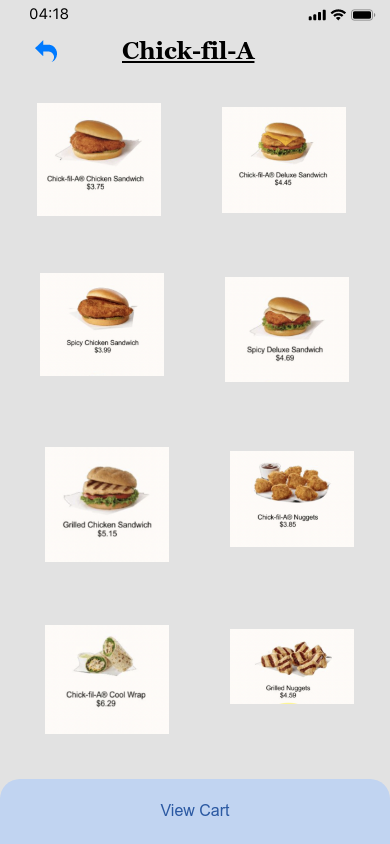 04:18
Chick-fil-A
Chick-fil-A® Chicken Sandwich
$3.75
Chick-fil-A® Deluxe Sandwich
$4.45
Spicy Chicken Sandwich
$3.99
Spicy Deluxe Sandwich
$4.69
Grilled Chicken Sandwich
$5.15
Chick-fil-A® Nuggets
$3.85
Chick-fil-A® Cool Wrap
$6.29
Grilled Nuggets
$4.59
View Cart